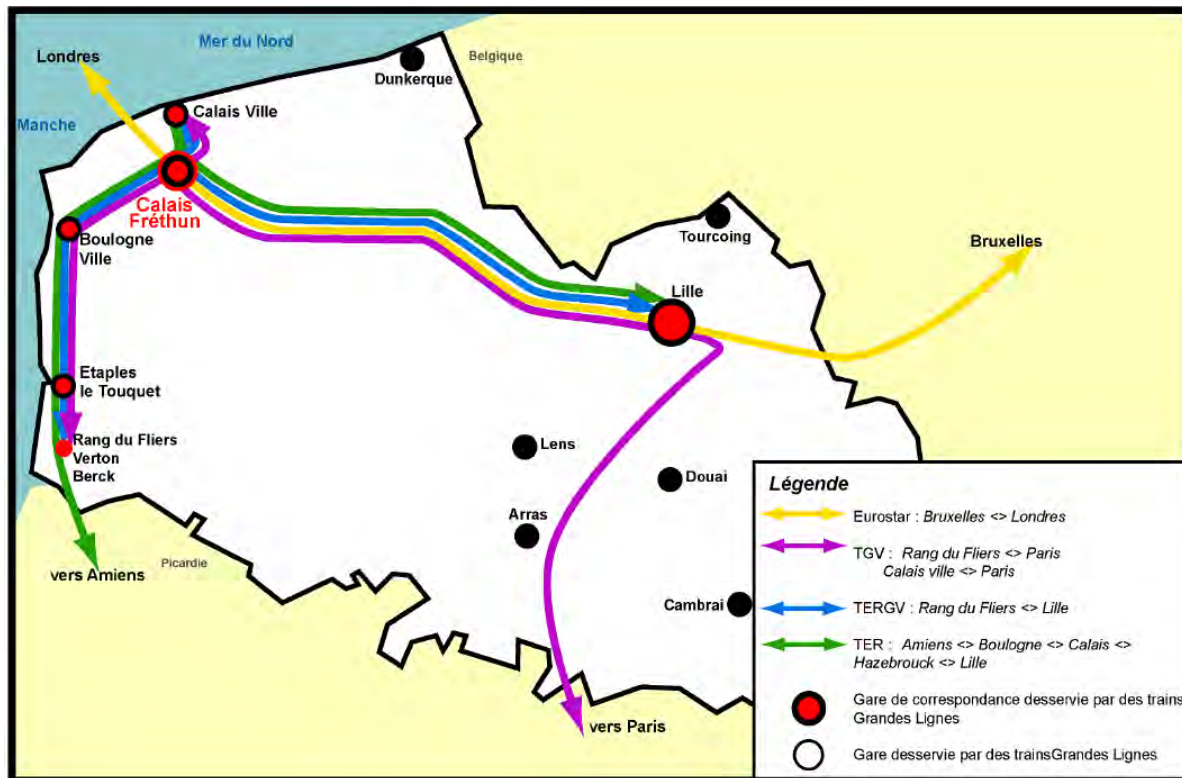 Mer du Nord
Londres
Belgique
Dunkerque
Calais Ville
Manche
Calais
Fréthun
Boulogne
Ville
Tourcoing
Bruxelles
Lille
Etaples
le Touquet
Rang du Fliers
Verton
Berck
Lens
Douai
Arras
Picardie
vers Amiens
Cambrai
vers Paris
Légende
Eurostar : Bruxelles <> Londres
TGV : Rang du Fliers <> Paris
Calais ville <> Paris
TERGV : Rang du Fliers <> Lille
TER : Amiens <> Boulogne <> Calais <>
Hazebrouck <> Lille
Gare de correspondance desservie par des trains
Grandes Lignes
Gare desservie par des trainsGrandes Lignes